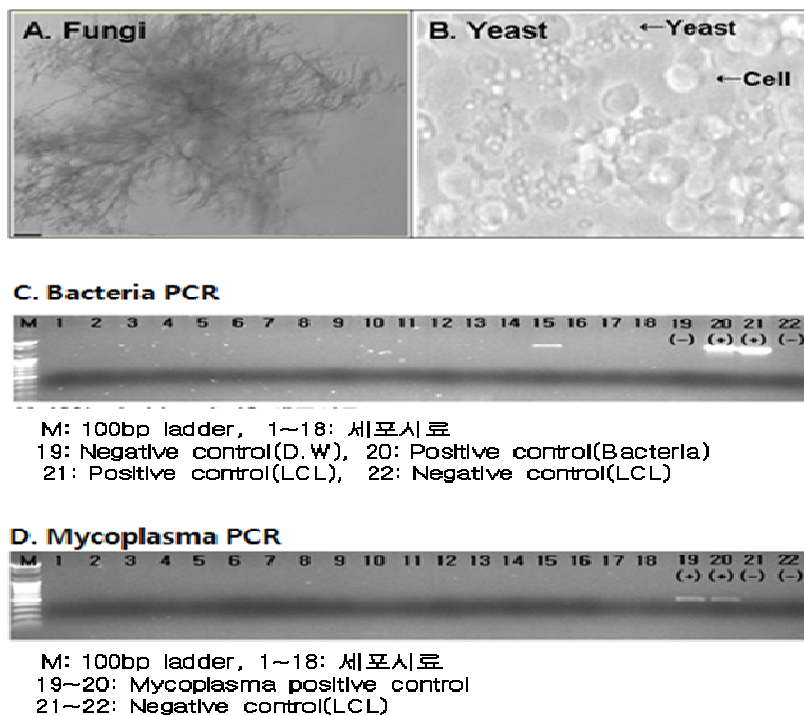 A. Fungi
B. Yeast
←Yeast
←Cell
C. Bacteria PCR
M 1 2 3 4 5 6 7 8 9 10 11 12 13 14 15 16 17 18 19 20 21 22
(-) (+) (+) (-)
M: 100bp ladder, 1~18: 세포시료
19: Negative control(D.W), 20: Positive control(Bacteria)
21: Positive control(LCL), 22: Negative control(LCL)
D. Mycoplasma PCR
M 1 2 3 4 5 6 7 8 9 10 11 12 13 14 15 16 17 18 19 20 21 22
(+) (+) (-) (-)
M: 100bp ladder, 1~18: 세포시료
19~20: Mycoplasma positive control
21~22: Negative control(LCL)